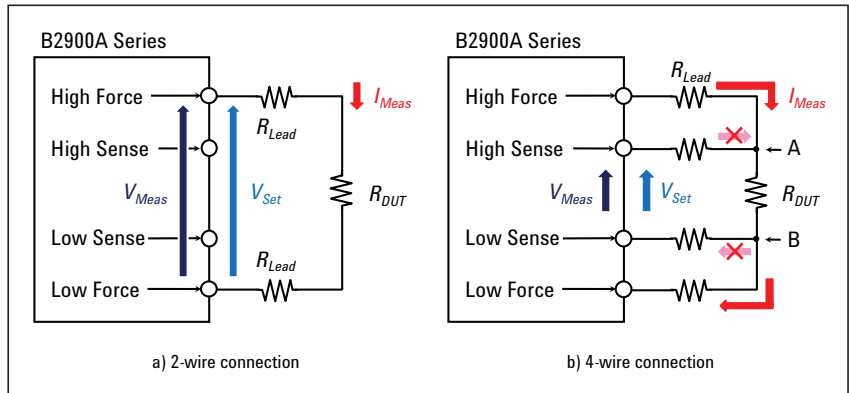 B2900A Series
High Force
High Sense
Low Sense
Low Force
R_Lead
I_Meas
V_Meas
V_Set
R_DUT
R_Lead
a) 2-wire connection
B2900A Series
High Force
High Sense
Low Sense
Low Force
R_Lead
I_Meas
A
V_Meas
V_Set
R_DUT
B
b) 4-wire connection